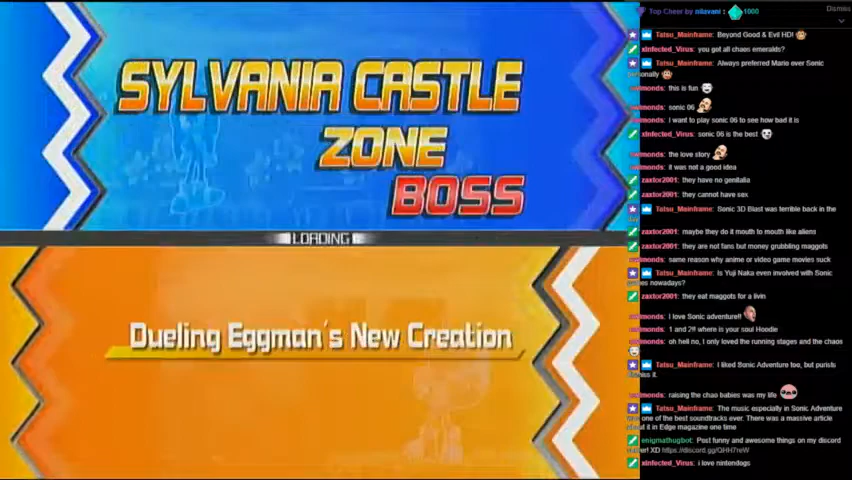 SYLVANIA CASTLE
ZONE
BOSS
LOADING
Dueling Eggman's New Creation
Top Cheer by : 1000
Tatsu_Mainframe: Beyond Good & Evil HD!
xInfected_Virus: you got all chaos emeralds?
Tatsu_Mainframe: Always preferred Mario over Sonic
this is fun
sonic 06
i want to play sonic 06 to see how bad it is
xInfected_Virus: sonic 06 is the best
the love story
it was not a good idea
zaxtor2001: they have no genitalia
zaxtor2001: they cannot have sex
Tatsu_Mainframe: Sonic 3D Blast was terrible back in the
zaxtor2001: maybe they do it mouth to mouth like aliens
zaxtor2001: they are not fans but money grubbing maggots
same reason why anime or video game movies suck
Tatsu_Mainframe: Is Yuji Naka even involved with Sonic
nowadays?
zaxtor2001: they eat maggots for a livin
I love Sonic adventure!!
1 and 2!! where is your soul Hoodie
oh hell no, I only loved the running stages and the chao
Tatsu_Mainframe: I liked Sonic Adventure too, but purists
it.
raising the chao babies was my life
Tatsu_Mainframe: The music especially in Sonic Adventure
one of the best soundtracks ever. There was a massive article
about it in Edge magazine one time
enigmathugbot: Post funny and awesome things on my discord
XD https://discord.gg/QHH7reW
xInfected_Virus: i love nintendogs